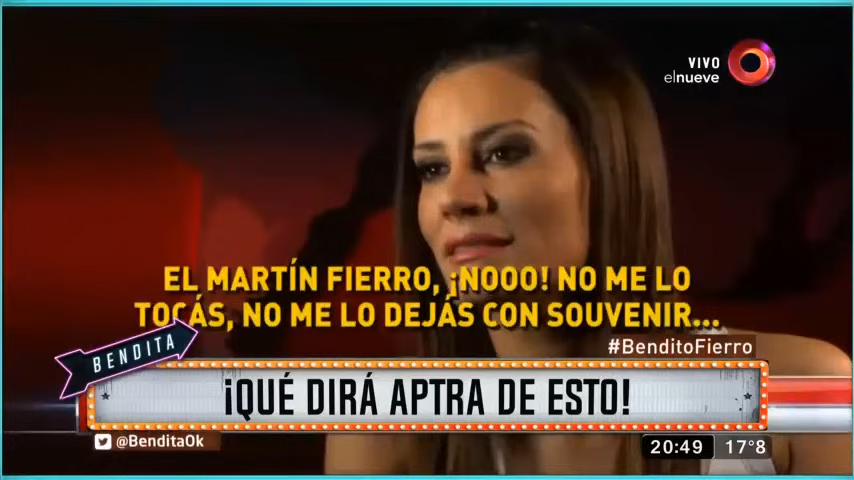 VIVO
elnueve
EL MARTÍN FIERRO, ¡NOOO! NO ME LO
TOCÁS, NO ME LO DEJÁS CON SOUVENIR...
#BenditoFierro
BENDITA
¡QUÉ DIRÁ APTRA DE ESTO!
@BenditaOk
20:49 17°8